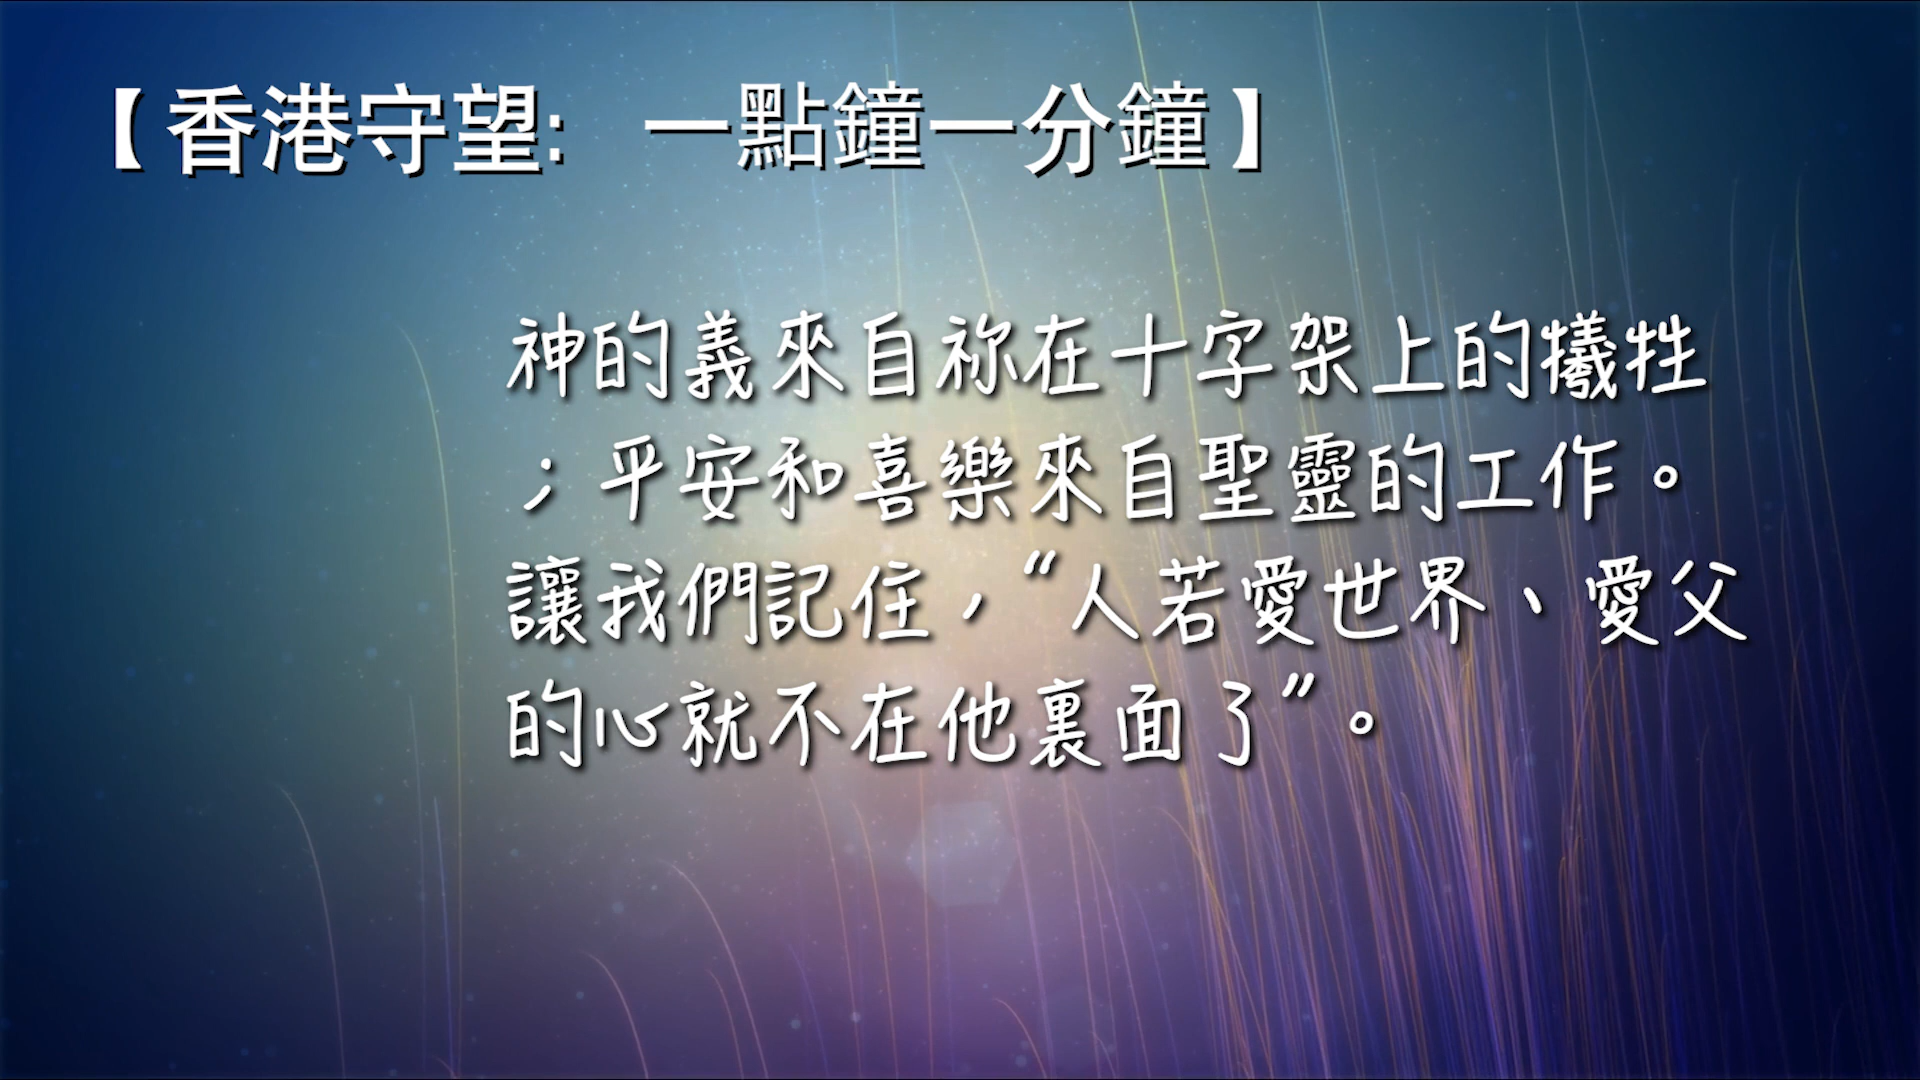 【香港守望: 一點鐘一分鐘】
神的義來自祢在十字架上的犧牲
；平安和喜樂來自聖靈的工作。
讓我們記住，“人若愛世界、愛父
的心就不在他裏面了”。